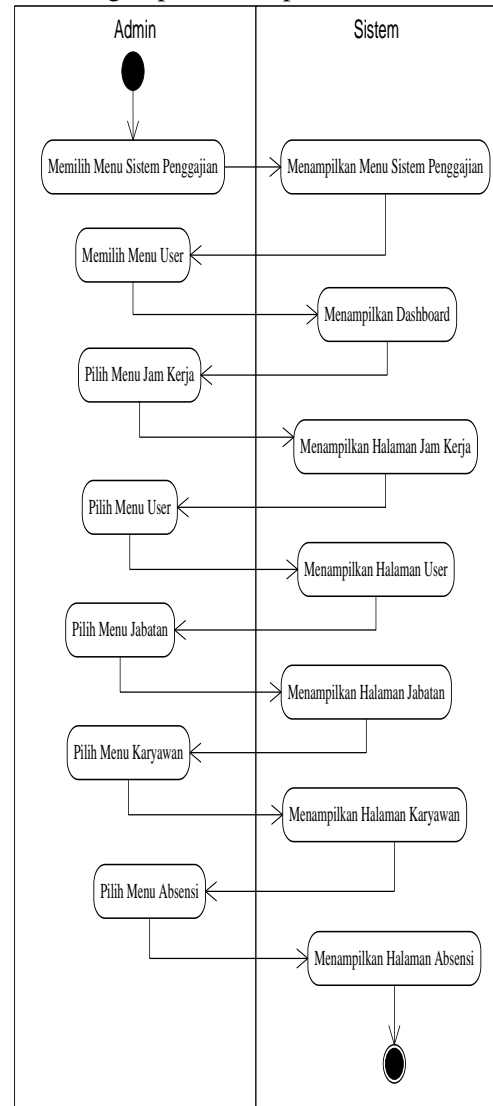 Admin
Sistem
Memilih Menu Sistem Penggajian
Menampilkan Menu Sistem Penggajian
Memilih Menu User
Menampilkan Dashboard
Pilih Menu Jam Kerja
Menampilkan Halaman Jam Kerja
Pilih Menu User
Menampilkan Halaman User
Pilih Menu Jabatan
Menampilkan Halaman Jabatan
Pilih Menu Karyawan
Menampilkan Halaman Karyawan
Pilih Menu Absensi
Menampilkan Halaman Absensi